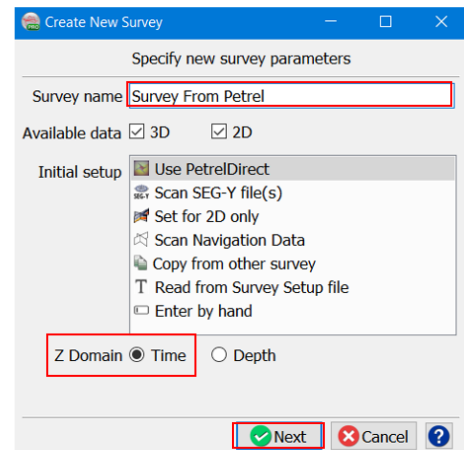 Create New Survey
Specify new survey parameters
Survey name Survey From Petrel
Available data 3D 2D
Initial setup Use PetrelDirect
SEG-Y Scan SEG-Y file(s)
Set for 2D only
Scan Navigation Data
Copy from other survey
T Read from Survey Setup file
Enter by hand
Z Domain Time Depth
Next Cancel ?